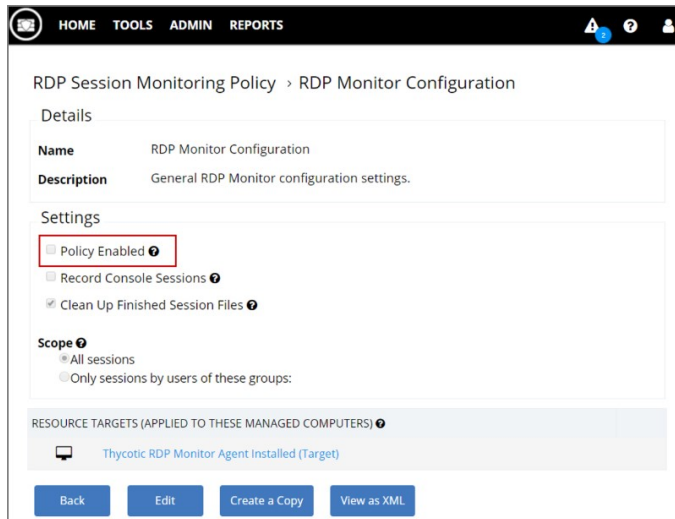 HOME TOOLS ADMIN REPORTS 2 ?
RDP Session Monitoring Policy › RDP Monitor Configuration
Details
Name RDP Monitor Configuration
Description General RDP Monitor configuration settings.
Settings
Policy Enabled ?
Record Console Sessions ?
Clean Up Finished Session Files ?
Scope ?
All sessions
Only sessions by users of these groups:
RESOURCE TARGETS (APPLIED TO THESE MANAGED COMPUTERS) ?
Thycotic RDP Monitor Agent Installed (Target)
Back Edit Create a Copy View as XML